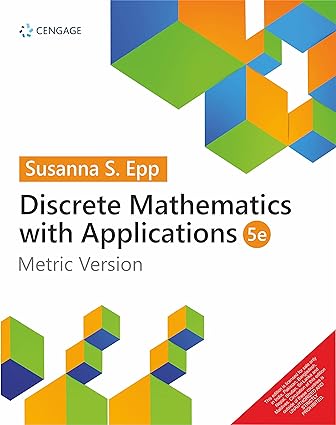 CENGAGE
Susanna S. Epp
Discrete Mathematics
with Applications 5e
Metric Version